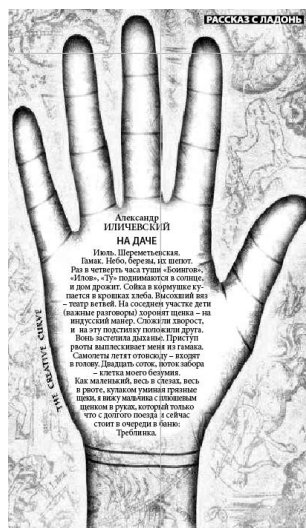 РАССКАЗ С ЛАДОНЬ
Александр
ИЛИЧЕВСКИЙ
НА ДАЧЕ
Июль. Шереметьевская.
Гамак. Небо, березы, их шепот.
Раз в четверть часа туши «Боингов»,
«Илов», «Ту» поднимаются в солнце,
и дом дрожит. Сойка в кормушке ку-
пается в крошках хлеба. Высохший вяз
– театр ветвей. На соседнем участке дети
(важные разговоры) хоронят щенка – на
индусский манер. Сложили хворост,
и на эту подстилку положили друга.
Вонь застелила дыханье. Приступ
рвоты выплескивает меня из гамака.
Самолеты летят отовсюду – входят
в голову. Двадцать соток, поток забора
– клетка моего безумия.
Как маленький, весь в слезах, весь
в рвоте, кулаком умывая грязные
щеки, я вижу мальчика с плюшевым
щенком в руках, который только
что с долгого поезда и сейчас
стоит в очереди в баню:
Треблинка.
THE CREATIVE CURVE